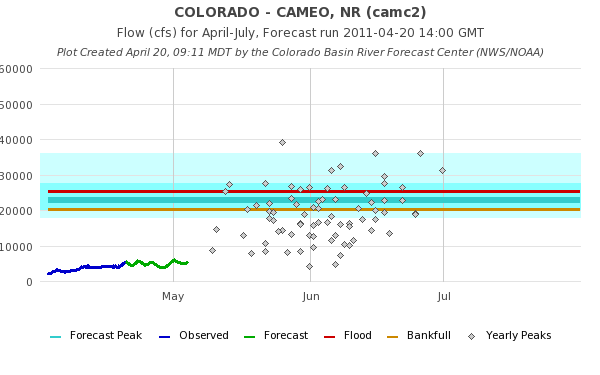 COLORADO - CAMEO, NR (camc2)
Flow (cfs) for April-July, Forecast run 2011-04-20 14:00 GMT
Plot Created April 20, 09:11 MDT by the Colorado Basin River Forecast Center (NWS/NOAA)
60000
50000
40000
30000
20000
10000
0
May Jun Jul
Forecast Peak Observed Forecast Flood Bankfull Yearly Peaks